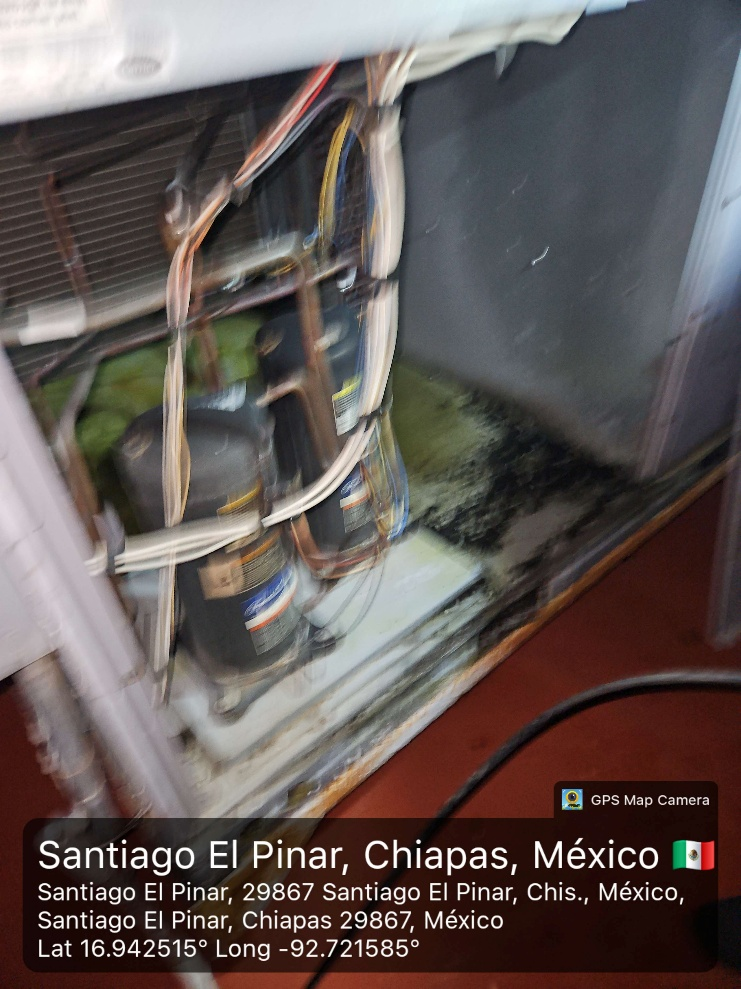 GPS Map Camera
Santiago El Pinar, Chiapas, México
Santiago El Pinar, 29867 Santiago El Pinar, Chis., México,
Santiago El Pinar, Chiapas 29867, México
Lat 16.942515° Long -92.721585°